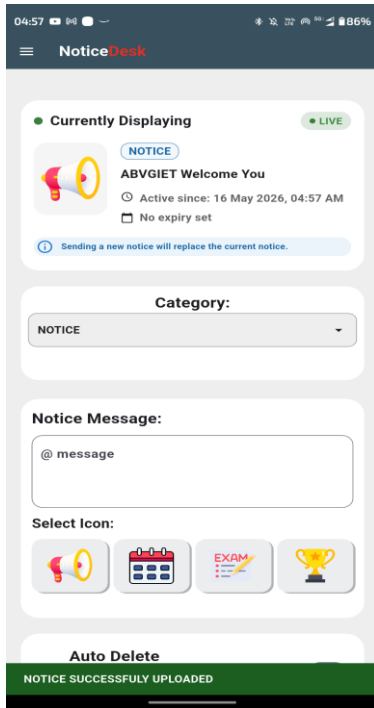 04:57 86%
NoticeDesk
Currently Displaying LIVE
NOTICE
ABVGIET Welcome You
Active since: 16 May 2026, 04:57 AM
No expiry set
Sending a new notice will replace the current notice.
Category:
NOTICE
Notice Message:
@ message
Select Icon:
EXAM
Auto Delete
NOTICE SUCCESSFULY UPLOADED